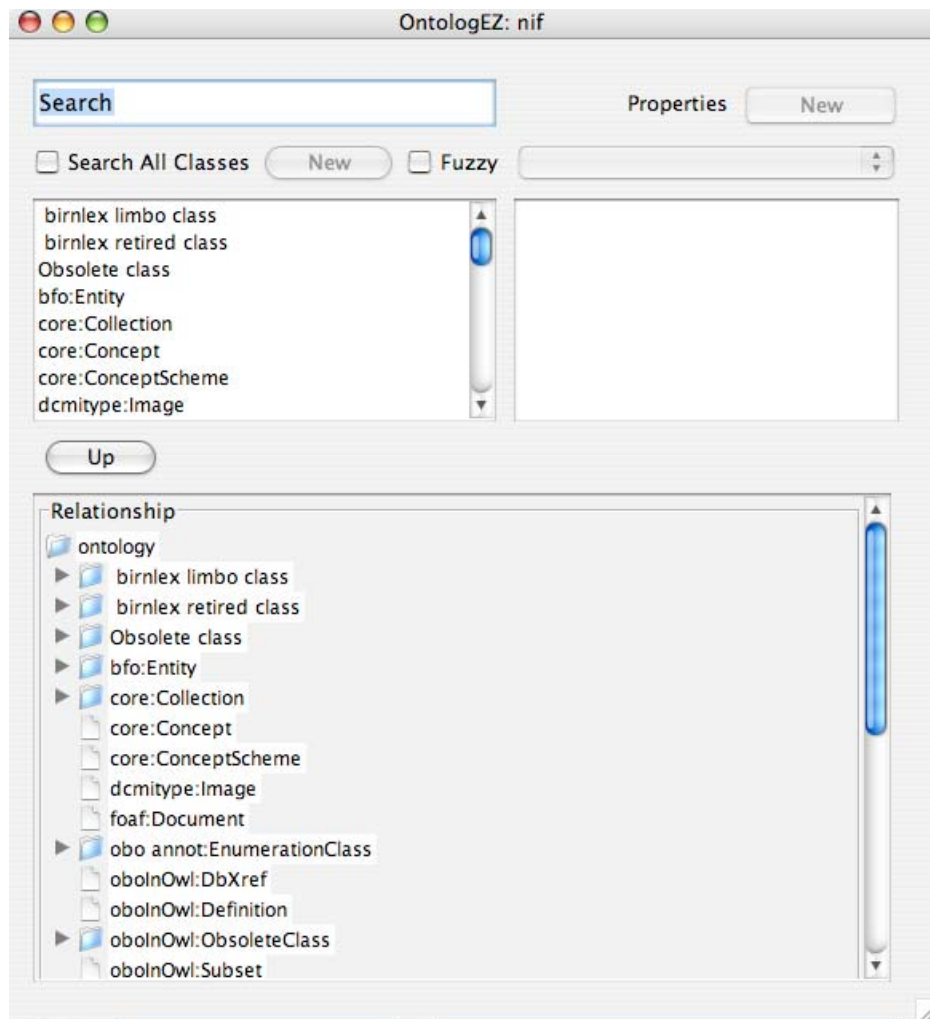 OntologEZ: nif
Search
Properties New
Search All Classes New Fuzzy
birnlex limbo class
birnlex retired class
Obsolete class
bfo:Entity
core:Collection
core:Concept
core:ConceptScheme
dcmitype:Image
Up
Relationship
ontology
birnlex limbo class
birnlex retired class
Obsolete class
bfo:Entity
core:Collection
core:Concept
core:ConceptScheme
dcmitype:Image
foaf:Document
obo annot:EnumerationClass
oboInOwl:DbXref
oboInOwl:Definition
oboInOwl:ObsoleteClass
oboInOwl:Subset